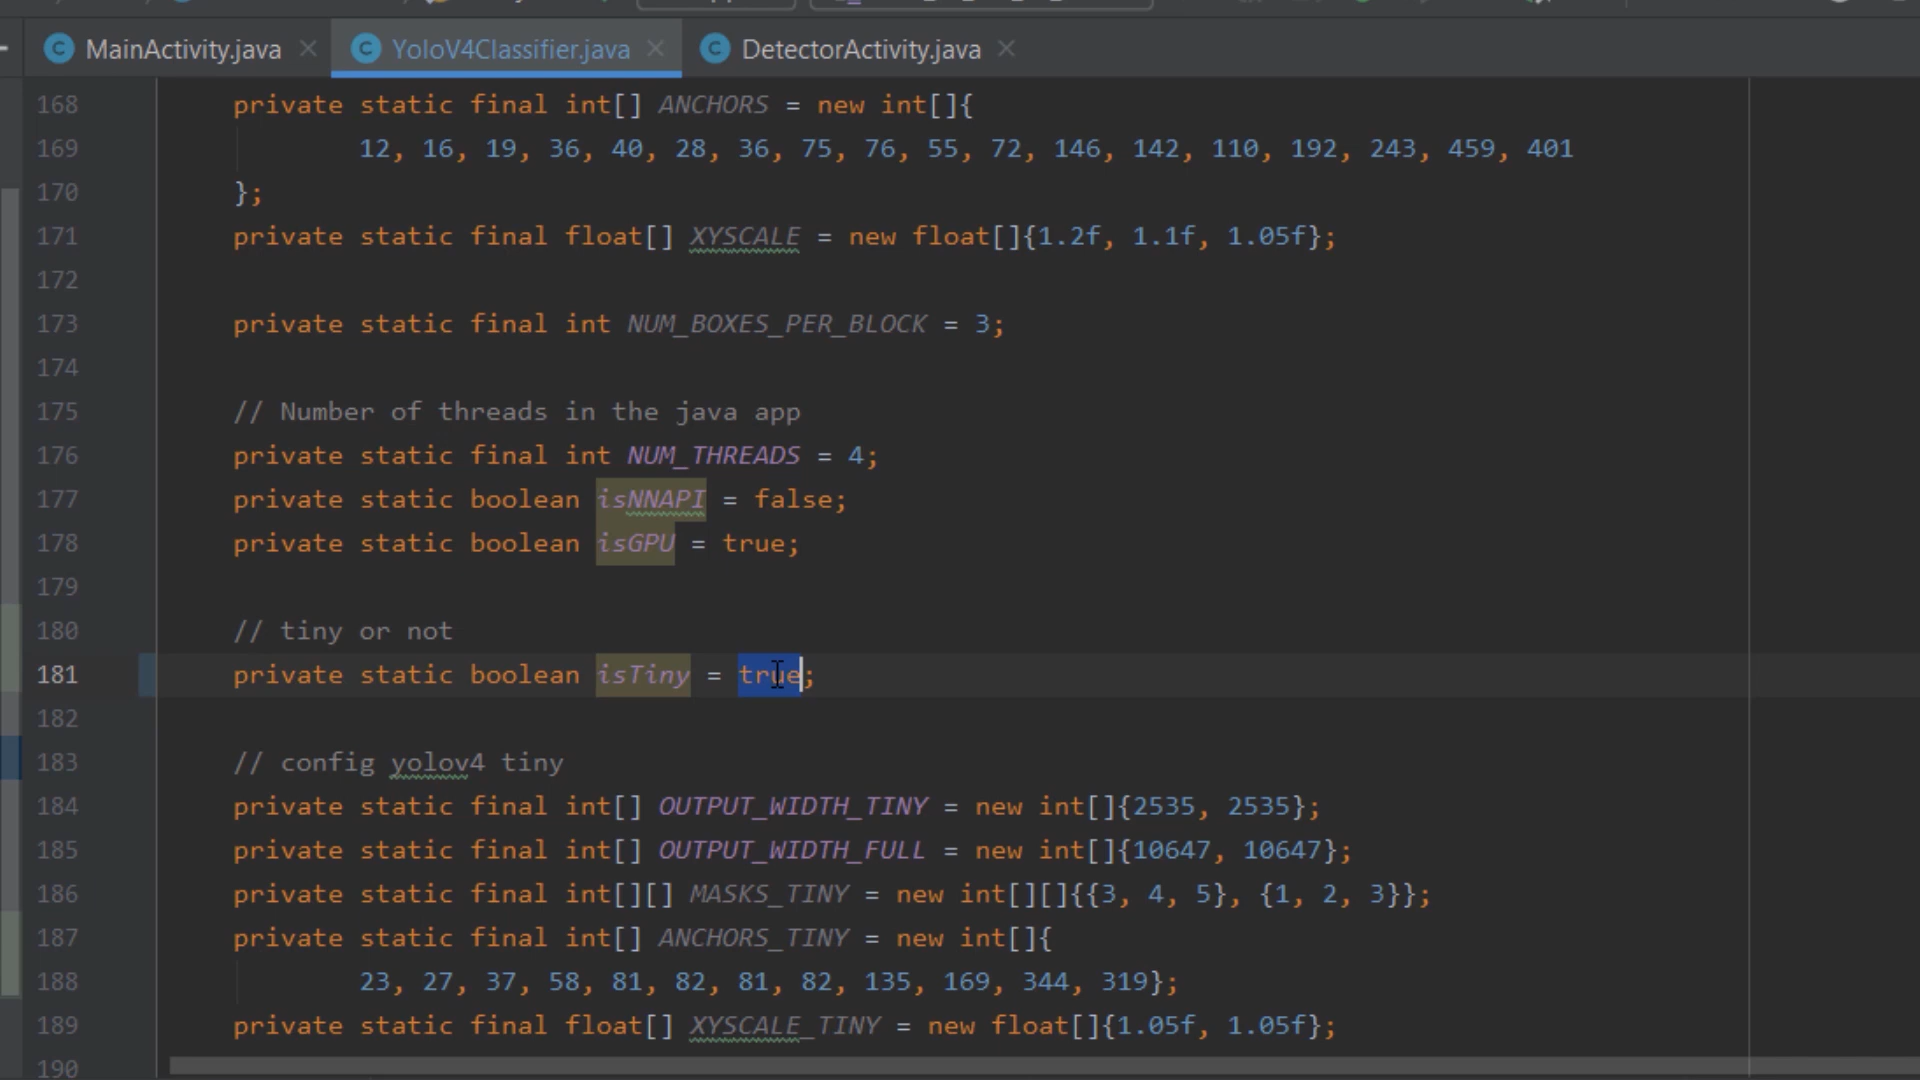 MainActivity.java YoloV4Classifier.java DetectorActivity.java
168 private static final int[] ANCHORS = new int[]{
169 12, 16, 19, 36, 40, 28, 36, 75, 76, 55, 72, 146, 142, 110, 192, 243, 459, 401
170 };
171 private static final float[] XYSCALE = new float[]{1.2f, 1.1f, 1.05f};
172
173 private static final int NUM_BOXES_PER_BLOCK = 3;
174
175 // Number of threads in the java app
176 private static final int NUM_THREADS = 4;
177 private static boolean isNNAPI = false;
178 private static boolean isGPU = true;
179
180 // tiny or not
181 private static boolean isTiny = true;
182
183 // config yolov4 tiny
184 private static final int[] OUTPUT_WIDTH_TINY = new int[]{2535, 2535};
185 private static final int[] OUTPUT_WIDTH_FULL = new int[]{10647, 10647};
186 private static final int[][] MASKS_TINY = new int[][]{{3, 4, 5}, {1, 2, 3}};
187 private static final int[] ANCHORS_TINY = new int[]{
188 23, 27, 37, 58, 81, 82, 81, 82, 135, 169, 344, 319};
189 private static final float[] XYSCALE_TINY = new float[]{1.05f, 1.05f};
190